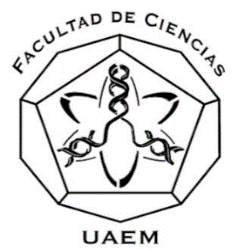 FACULTAD DE CIENCIAS
UAEM